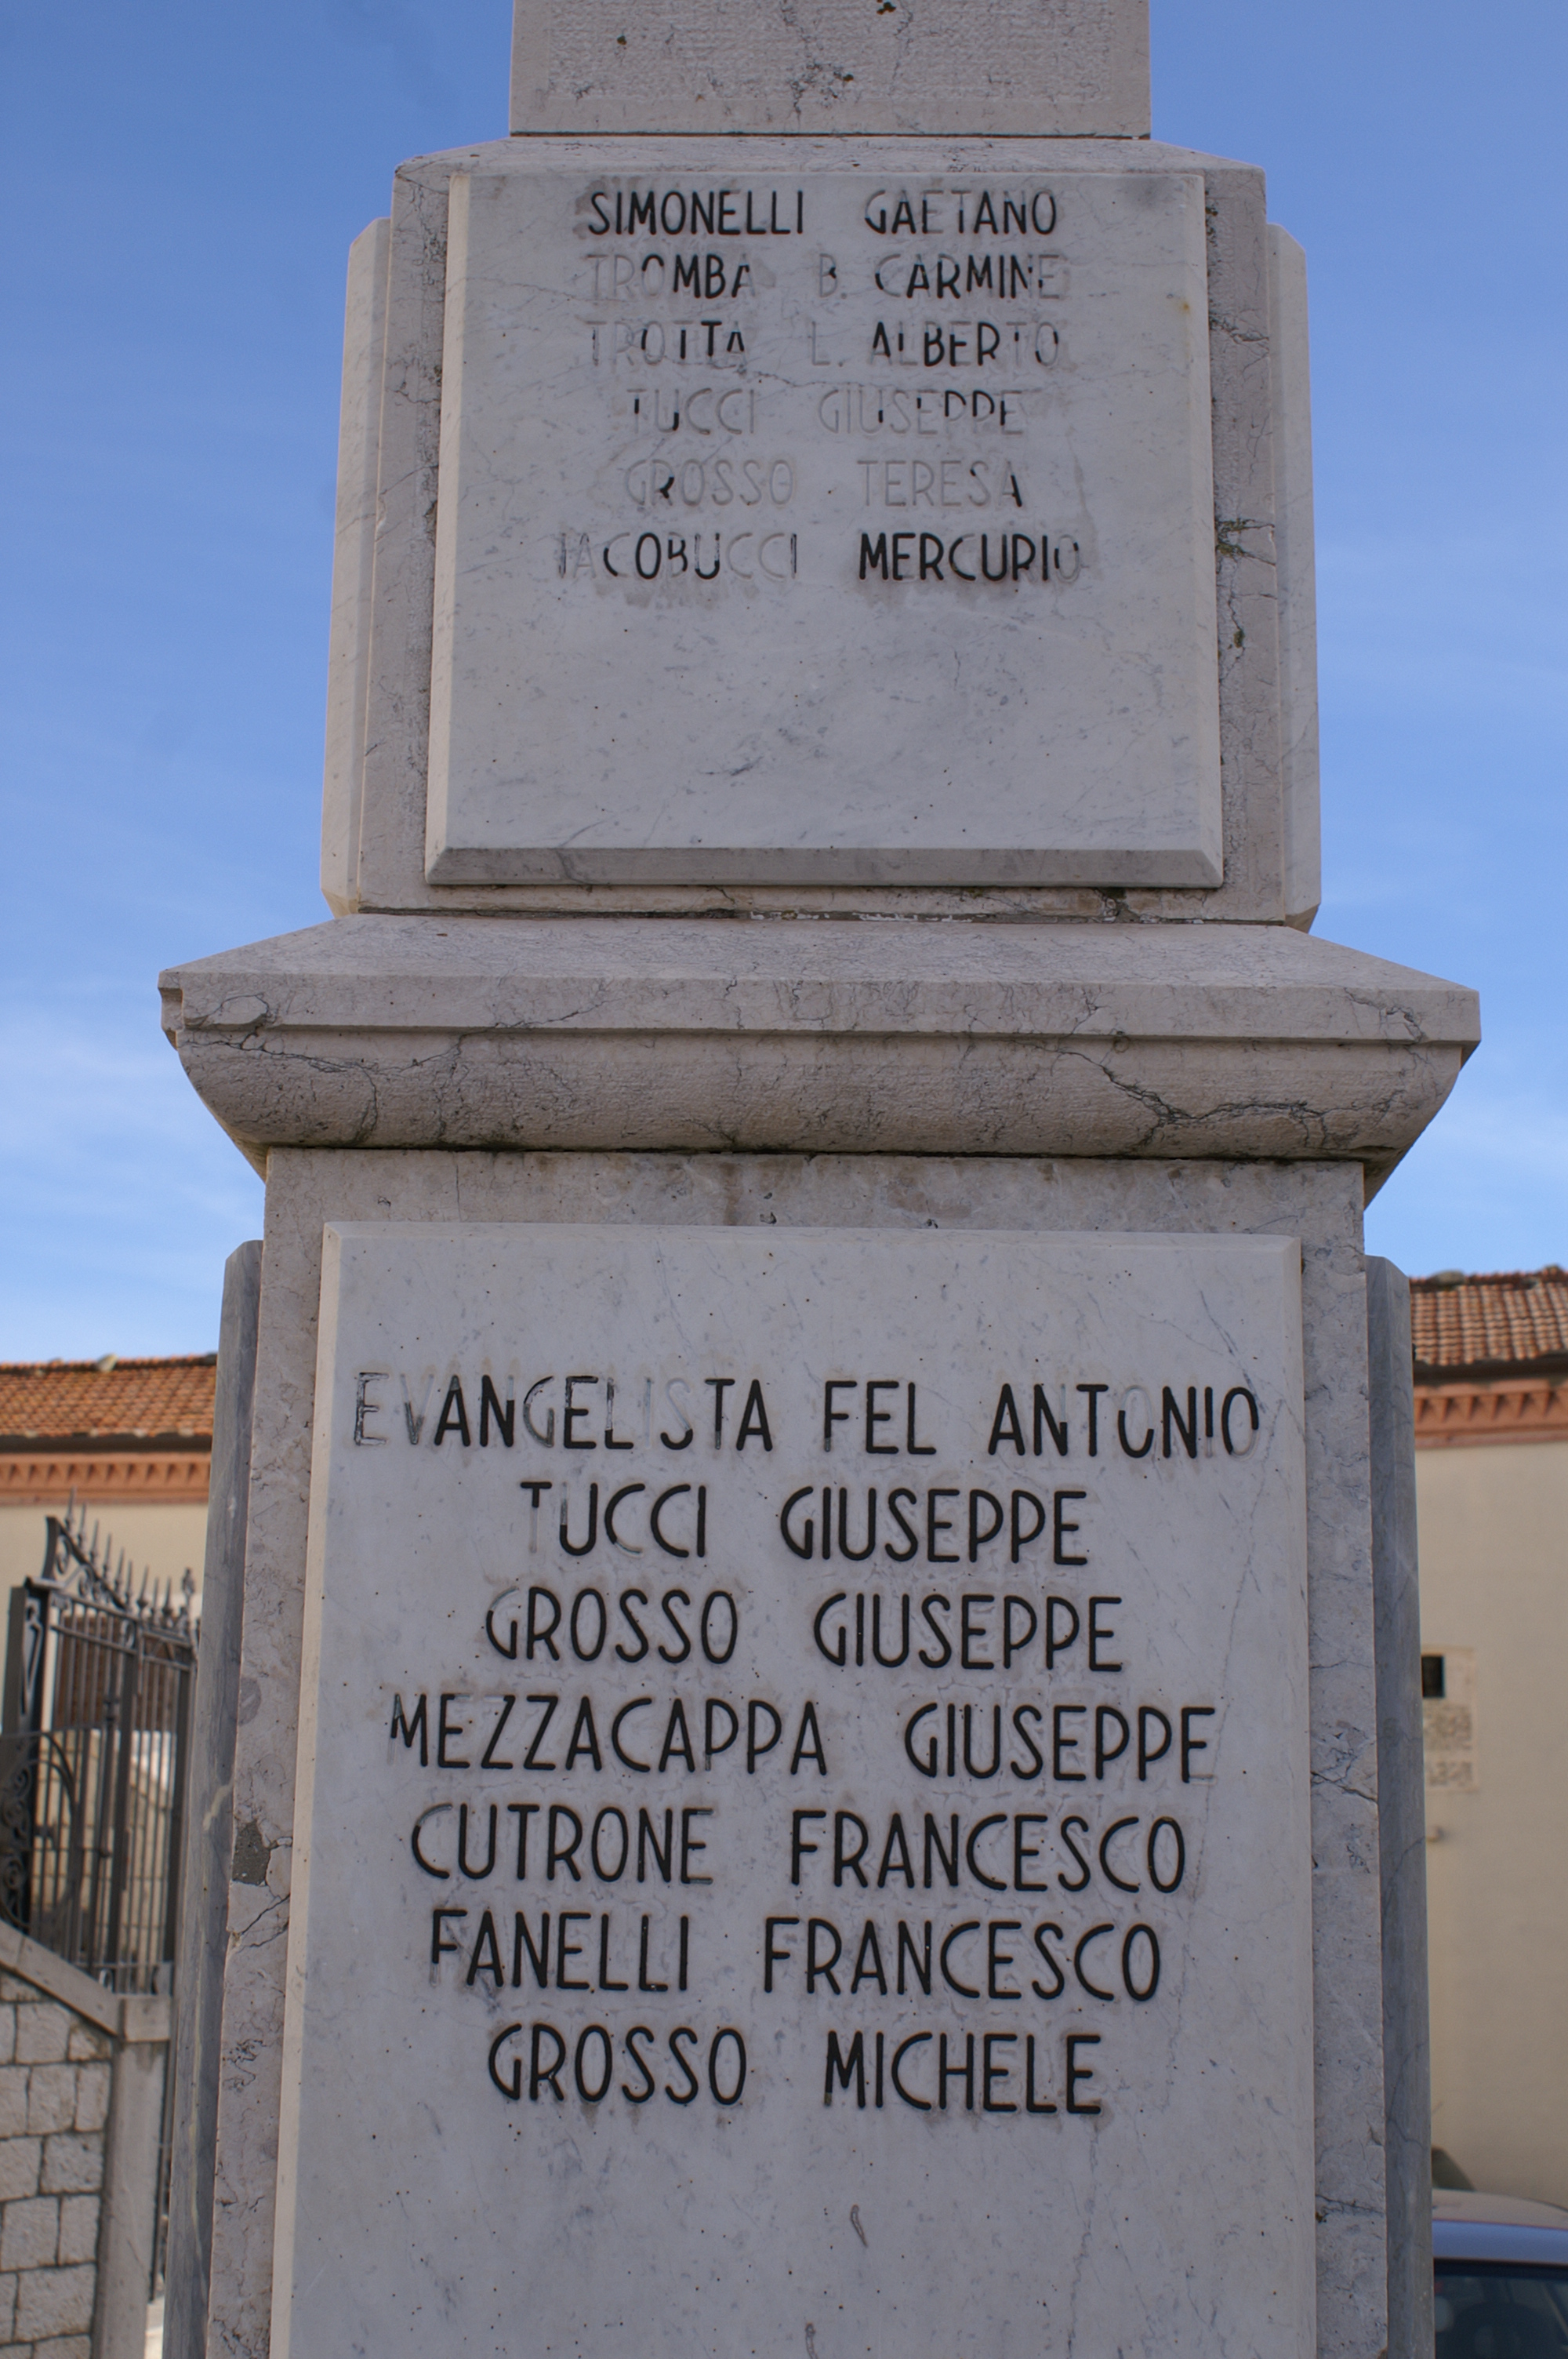 SIMONELLI GAETANO
TROMBA B. CARMINE
TROTTA L. ALBERTO
TUCCI GIUSEPPE
GROSSO TERESA
IACOBUCCI MERCURIO
EVANGELISTA FEL ANTONIO
TUCCI GIUSEPPE
GROSSO GIUSEPPE
MEZZACAPPA GIUSEPPE
CUTRONE FRANCESCO
FANELLI FRANCESCO
GROSSO MICHELE